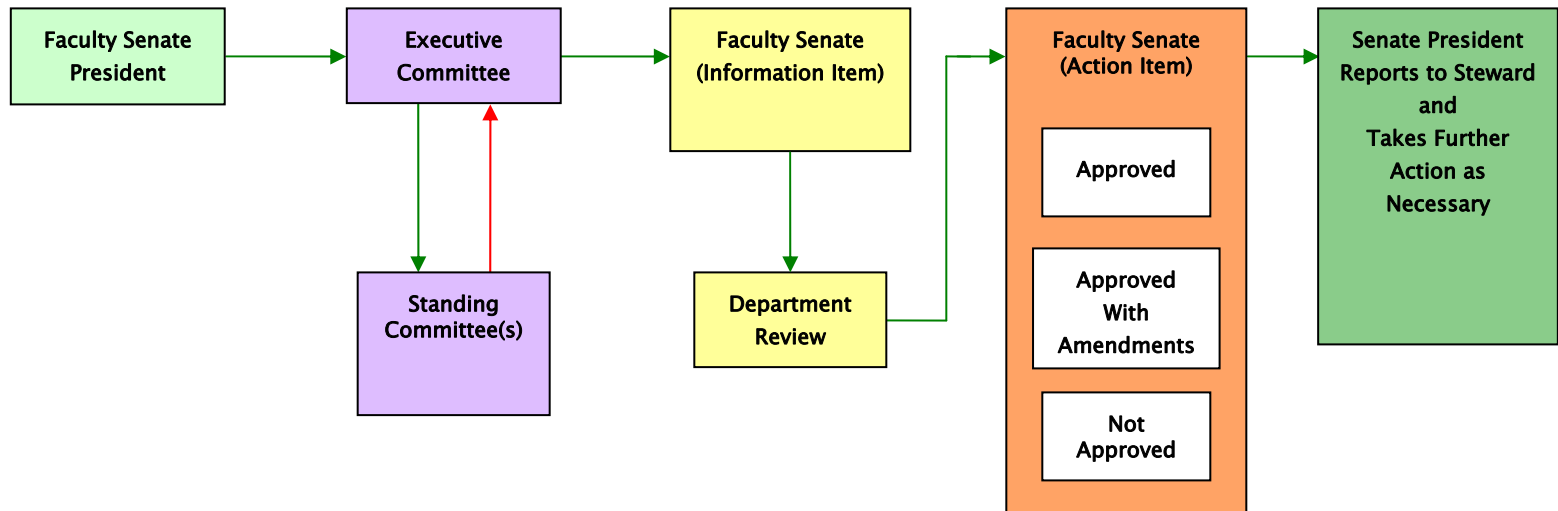 Faculty Senate
President
Executive
Committee
Standing
Committee(s)
Faculty Senate
(Information Item)
Department
Review
Faculty Senate
(Action Item)
Approved
Approved
With
Amendments
Not
Approved
Senate President
Reports to Steward
and
Takes Further
Action as
Necessary